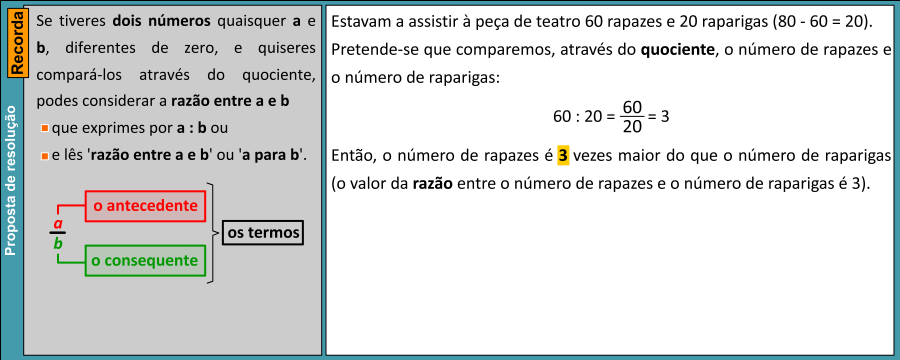 Recorda
Proposta de resolução
Se tiveres dois números quaisquer a e
b, diferentes de zero, e quiseres
compará-los através do quociente,
podes considerar a razão entre a e b
que exprimes por a : b ou
e lês 'razão entre a e b' ou 'a para b'.
a
b
o antecedente
o consequente
os termos
Estavam a assistir à peça de teatro 60 rapazes e 20 raparigas (80 - 60 = 20).
Pretende-se que comparemos, através do quociente, o número de rapazes e
o número de raparigas:
60 : 20 = 60/20 = 3
Então, o número de rapazes é 3 vezes maior do que o número de raparigas
(o valor da razão entre o número de rapazes e o número de raparigas é 3).